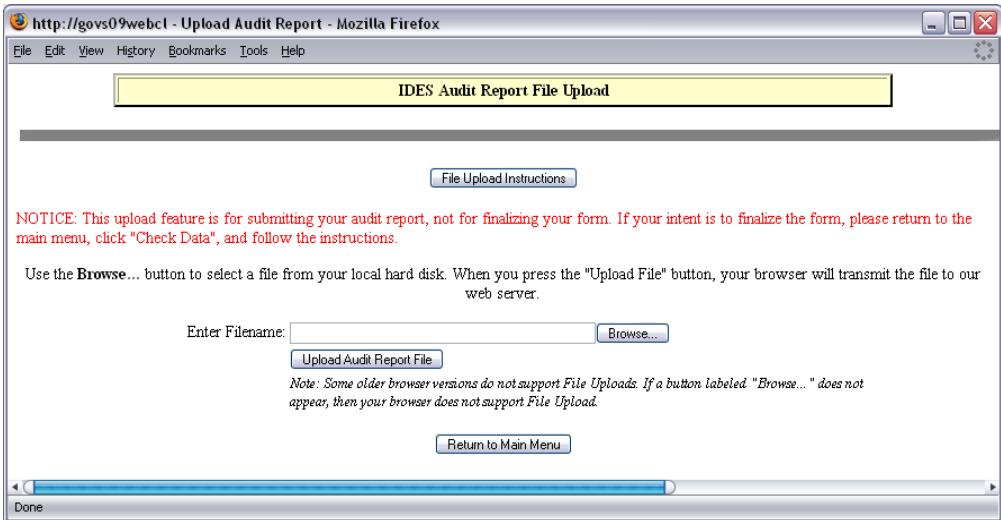 http://govs09webcl - Upload Audit Report - Mozilla Firefox
File Edit View History Bookmarks Tools Help
IDES Audit Report File Upload
File Upload Instructions
NOTICE: This upload feature is for submitting your audit report, not for finalizing your form. If your intent is to finalize the form, please return to the
main menu, click "Check Data", and follow the instructions.
Use the Browse... button to select a file from your local hard disk. When you press the "Upload File" button, your browser will transmit the file to our
web server.
Enter Filename: Browse...
Upload Audit Report File
Note: Some older browser versions do not support File Uploads. If a button labeled "Browse..." does not
appear, then your browser does not support File Upload.
Return to Main Menu
Done